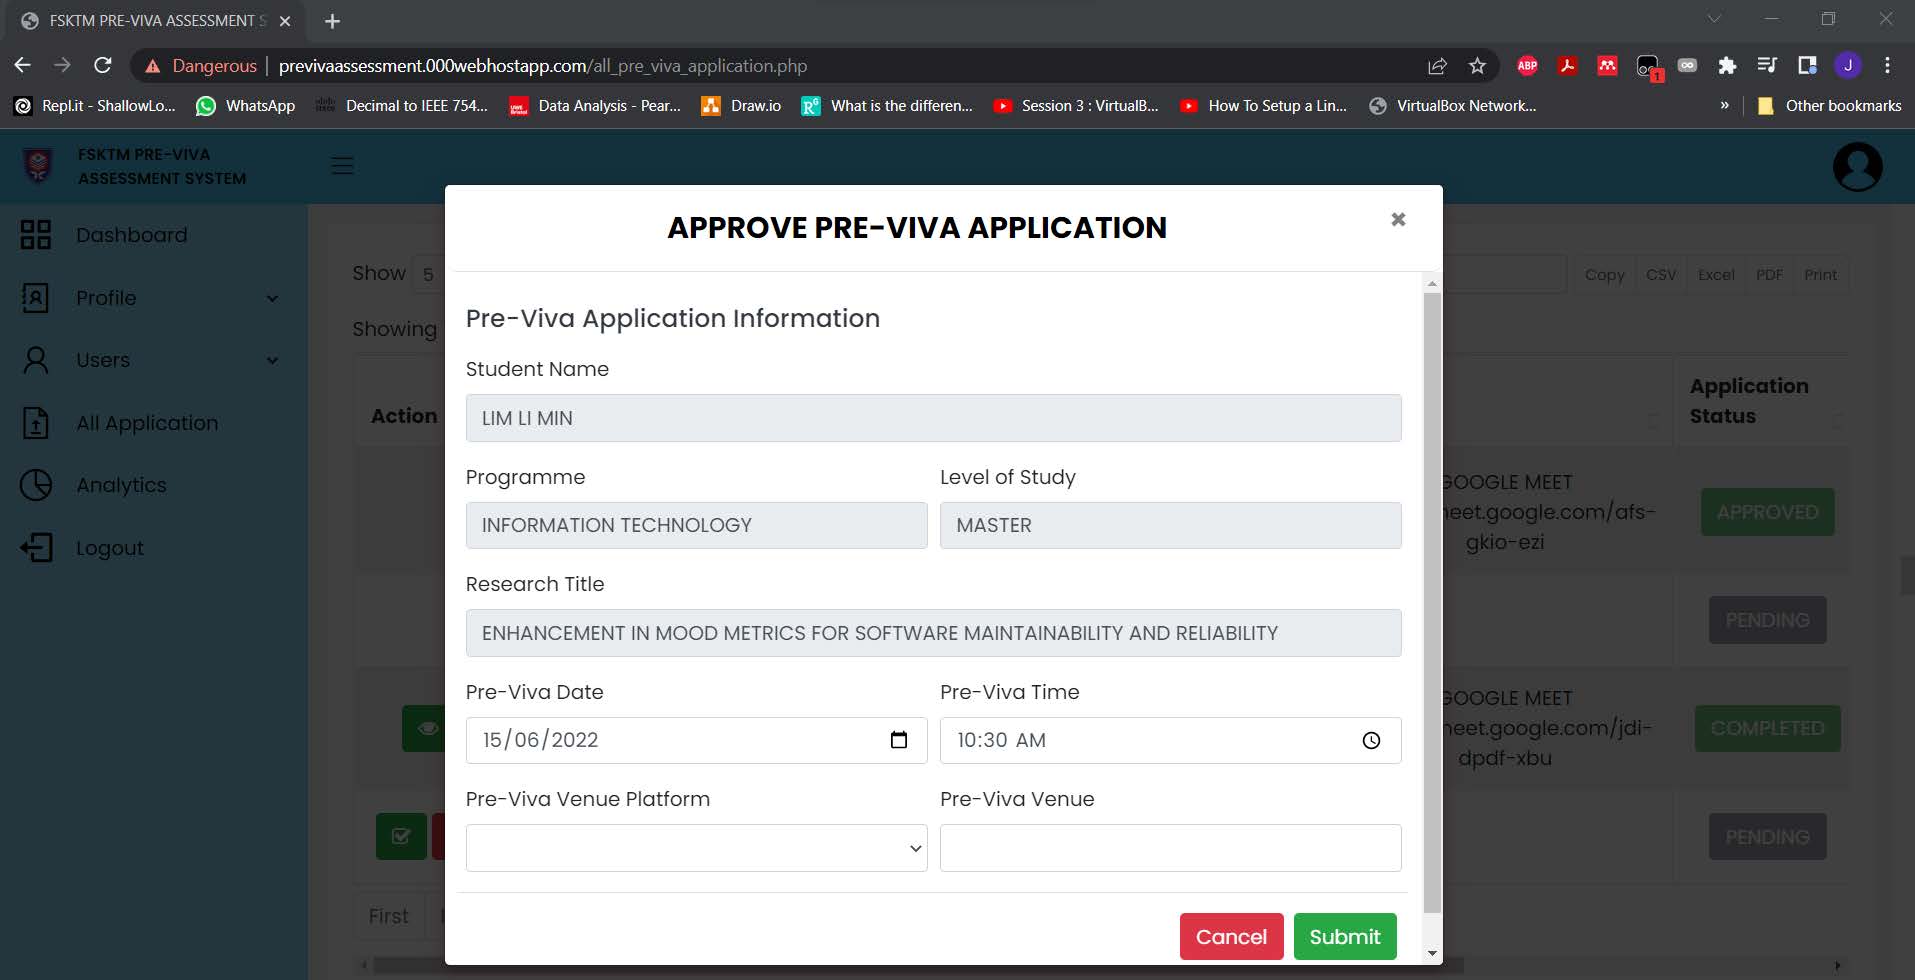 FSKTM PRE-VIVA ASSESSMENT S
Dangerous | previvaassessment.000webhostapp.com/all_pre_viva_application.php
ABP
1
J
Repl.it - ShallowLo...
WhatsApp
Decimal to IEEE 754...
Data Analysis - Pear...
Draw.io
What is the differen...
Session 3 : VirtualB...
How To Setup a Lin...
VirtualBox Network...
»
Other bookmarks
FSKTM PRE-VIVA
ASSESSMENT SYSTEM
Dashboard
Profile
Users
All Application
Analytics
Logout
Show 5
Copy CSV Excel PDF Print
Showing
Action
Application
Status
GOOGLE MEET
eet.google.com/afs-
gkio-ezi
APPROVED
PENDING
GOOGLE MEET
eet.google.com/jdi-
dpdf-xbu
COMPLETED
PENDING
First
APPROVE PRE-VIVA APPLICATION
Pre-Viva Application Information
Student Name
LIM LI MIN
Programme Level of Study
INFORMATION TECHNOLOGY MASTER
Research Title
ENHANCEMENT IN MOOD METRICS FOR SOFTWARE MAINTAINABILITY AND RELIABILITY
Pre-Viva Date Pre-Viva Time
15/06/2022 10:30 AM
Pre-Viva Venue Platform Pre-Viva Venue
Cancel Submit